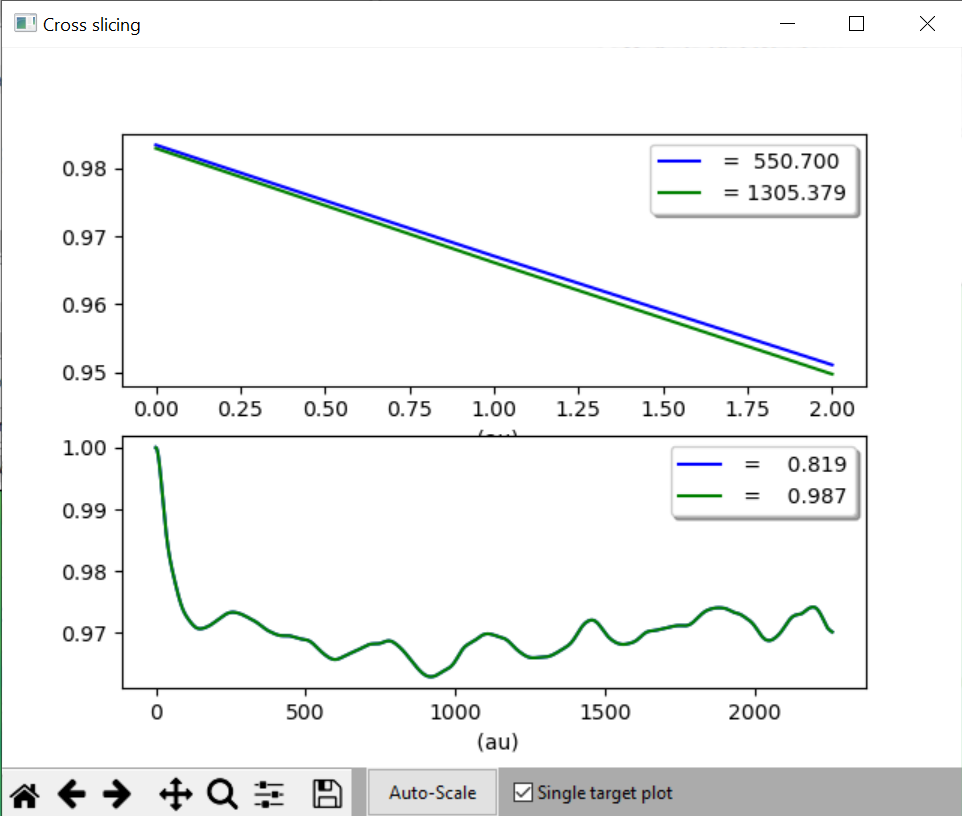 Cross slicing
0.98
0.97
0.96
0.95
= 550.700
= 1305.379
0.00 0.25 0.50 0.75 1.00 1.25 1.50 1.75 2.00
1.00
0.99
0.98
0.97
= 0.819
= 0.987
0 500 1000 1500 2000
(au)
Auto-Scale Single target plot